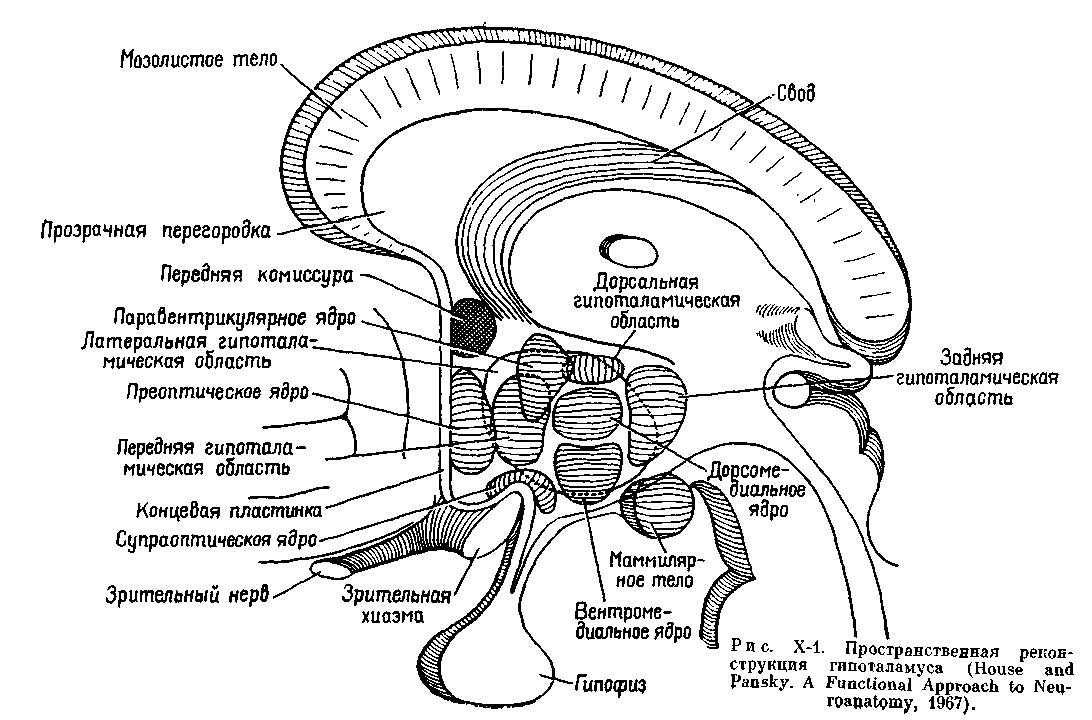 Мозолистое тело
Свод
Прозрачная перегородка
Передняя комиссура
Дорсальная
гипоталамическая
область
Паравентрикулярное ядро
Латеральная гипотала-
мическая область
Задняя
гипоталамическая
область
Преоптическое ядро
Передняя гипотала-
мическая область
Дорсоме-
диальное
ядро
Концевая пластинка
Супраоптическоя ядро
Маммиляр-
ное тело
Зрительный нерв
Зрительная
хиазма
Вентроме-
диальное ядро
Гипофиз
Рис. X-1. Пространственная рекон-
струкция гипоталамуса (House and
Pansky. A Functional Approach to Neu-
roanatomy, 1967).